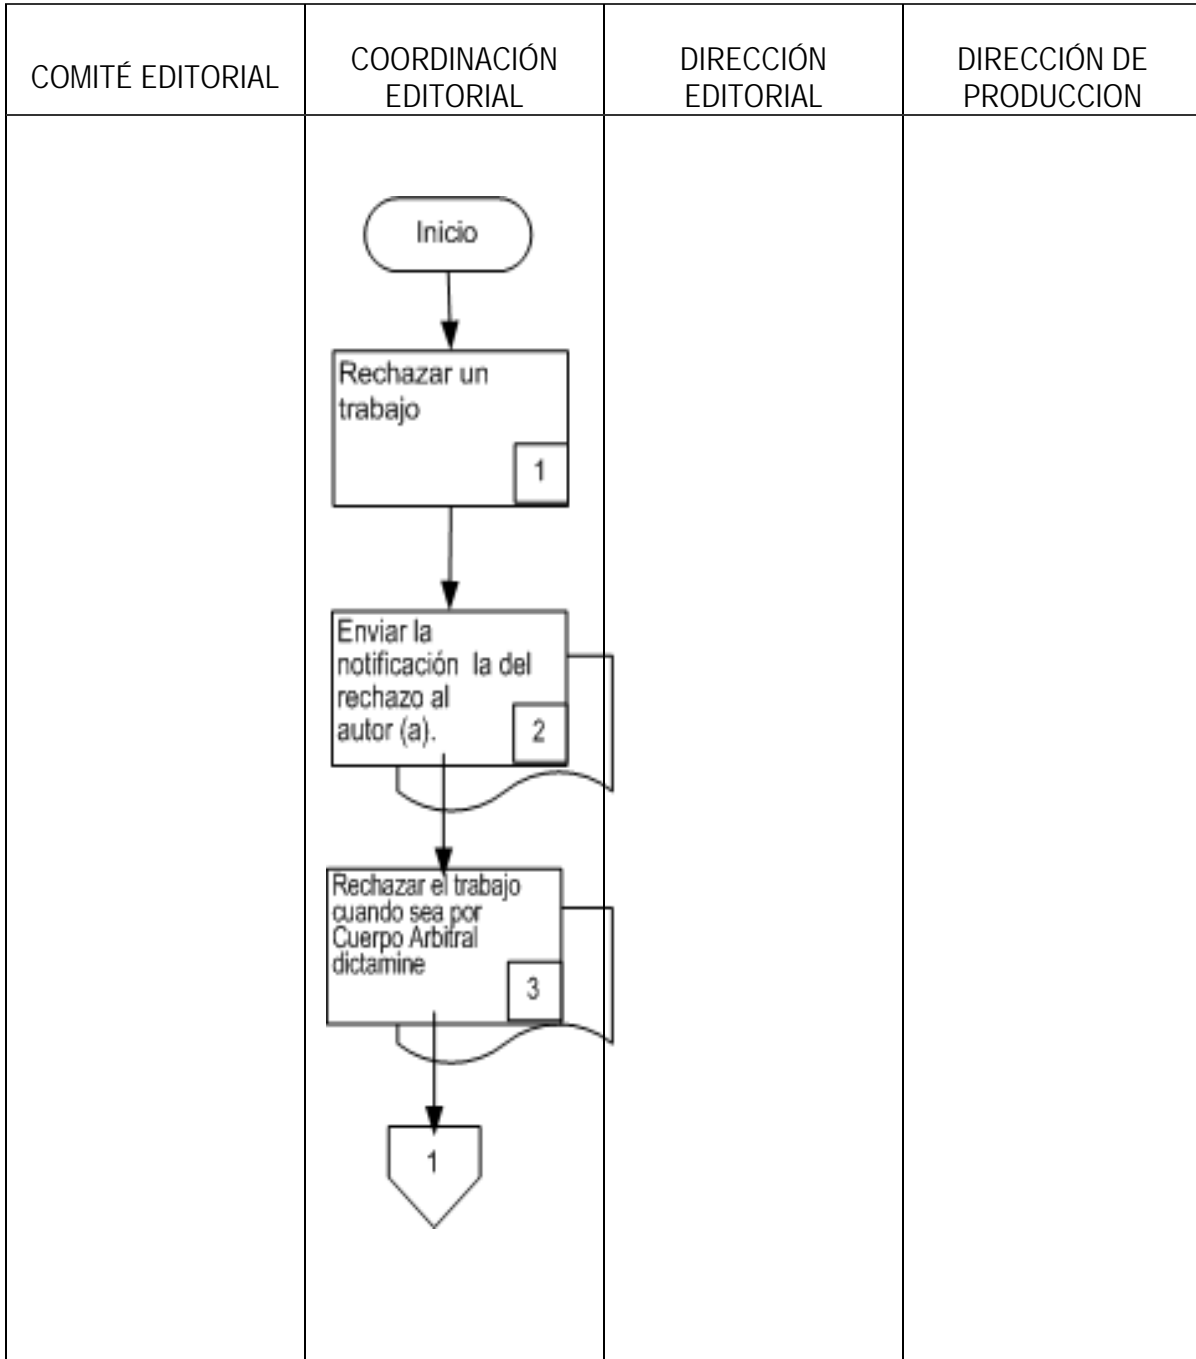 COMITÉ EDITORIAL
COORDINACIÓN
EDITORIAL
DIRECCIÓN
EDITORIAL
DIRECCIÓN DE
PRODUCCION
Inicio
Rechazar un
trabajo
1
Enviar la
notificación la del
rechazo al
autor (a).
2
Rechazar el trabajo
cuando sea por
Cuerpo Arbitral
dictamine
3
1